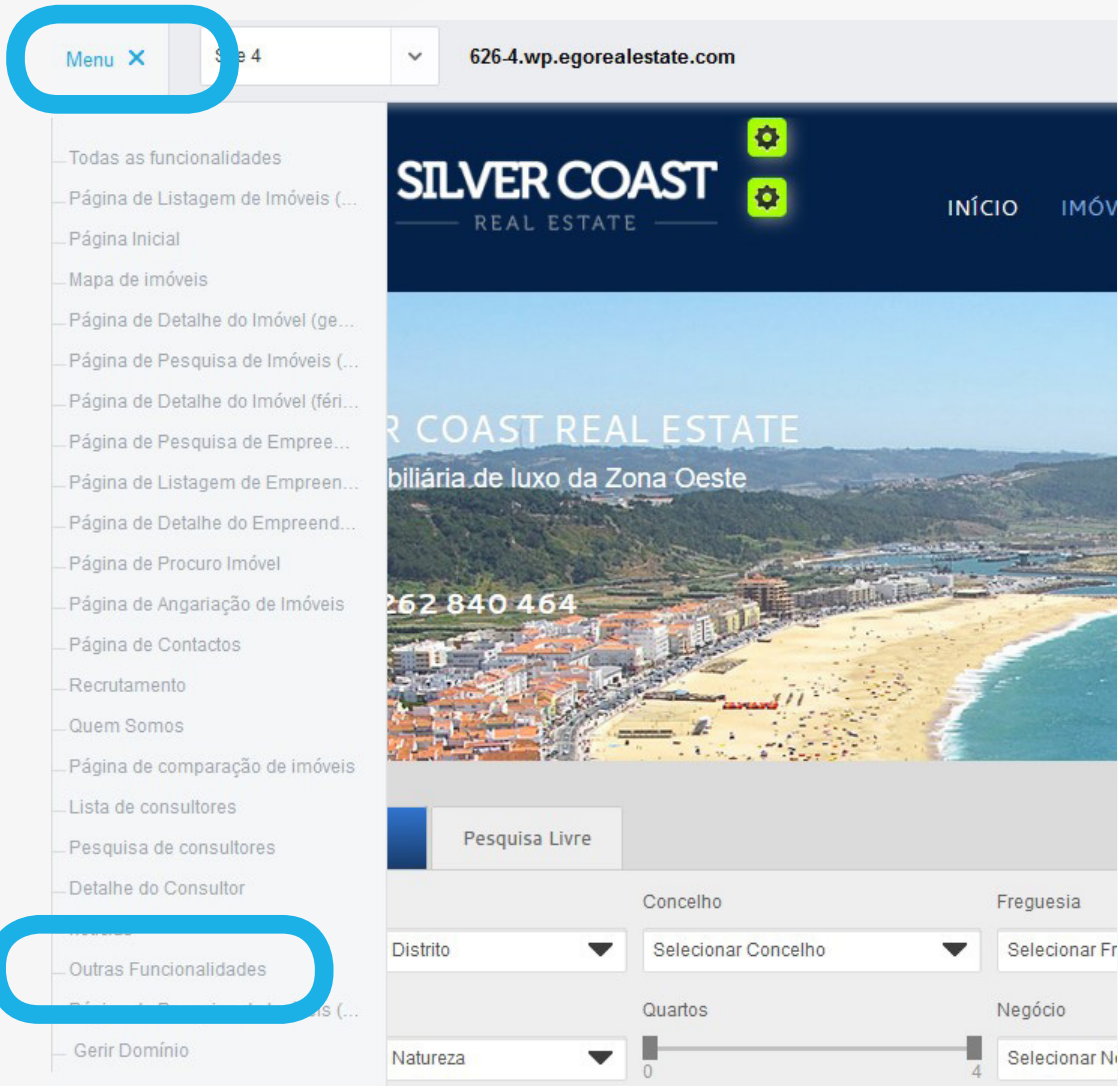 Menu ✕
4
626-4.wp.egorealestate.com
SILVER COAST
REAL ESTATE
INÍCIO
Todas as funcionalidades
Página de Listagem de Imóveis (...
Página Inicial
Mapa de imóveis
Página de Detalhe do Imóvel (ge...
Página de Pesquisa de Imóveis (...
Página de Detalhe do Imóvel (féri...
Página de Pesquisa de Empree...
Página de Listagem de Empreen...
Página de Detalhe do Empreend...
Página de Procuro Imóvel
Página de Angariação de Imóveis
Página de Contactos
Recrutamento
Quem Somos
Página de comparação de imóveis
Lista de consultores
Pesquisa de consultores
Detalhe do Consultor
Outras Funcionalidades
Gerir Domínio
R COAST REAL ESTATE
biliária de luxo da Zona Oeste
262 840 464
Pesquisa Livre
Concelho
Freguesia
Distrito
Selecionar Concelho
Selecionar Fr
Quartos
Negócio
Natureza
0
4
Selecionar